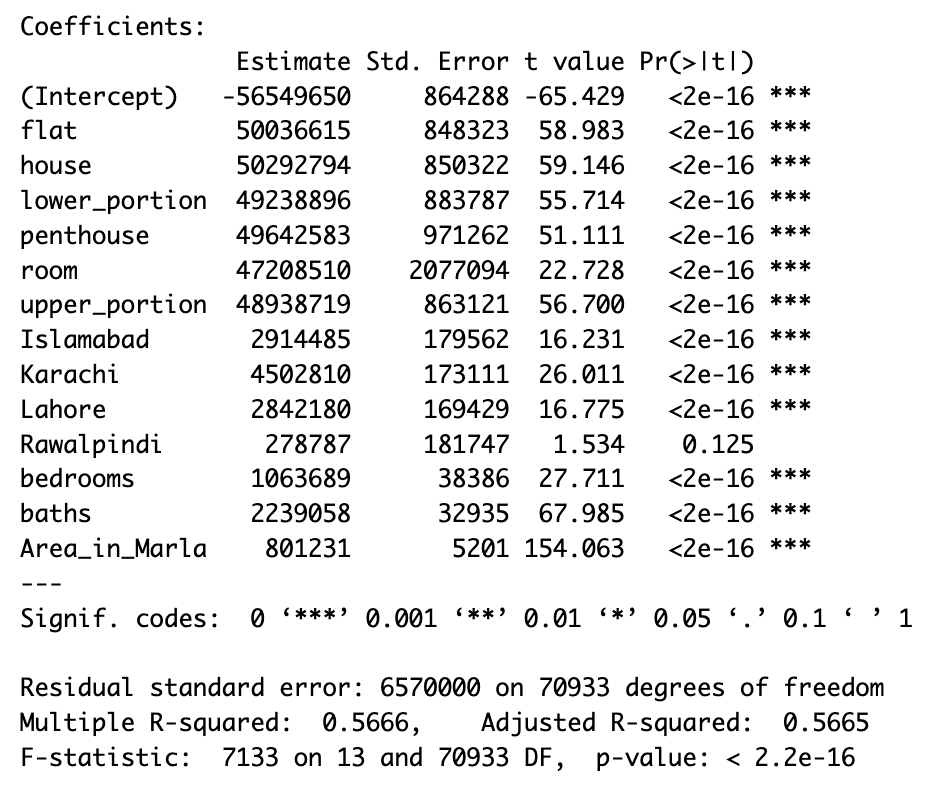 Coefficients:
Estimate Std. Error t value Pr(>|t|)
(Intercept) -56549650 864288 -65.429 <2e-16 ***
flat 50036615 848323 58.983 <2e-16 ***
house 50292794 850322 59.146 <2e-16 ***
lower_portion 49238896 883787 55.714 <2e-16 ***
penthouse 49642583 971262 51.111 <2e-16 ***
room 47208510 2077094 22.728 <2e-16 ***
upper_portion 48938719 863121 56.700 <2e-16 ***
Islamabad 2914485 179562 16.231 <2e-16 ***
Karachi 4502810 173111 26.011 <2e-16 ***
Lahore 2842180 169429 16.775 <2e-16 ***
Rawalpindi 278787 181747 1.534 0.125
bedrooms 1063689 38386 27.711 <2e-16 ***
baths 2239058 32935 67.985 <2e-16 ***
Area_in_Marla 801231 5201 154.063 <2e-16 ***
---
Signif. codes: 0 ‘***’ 0.001 ‘**’ 0.01 ‘*’ 0.05 ‘.’ 0.1 ‘ ’ 1
Residual standard error: 6570000 on 70933 degrees of freedom
Multiple R-squared: 0.5666, Adjusted R-squared: 0.5665
F-statistic: 7133 on 13 and 70933 DF, p-value: < 2.2e-16